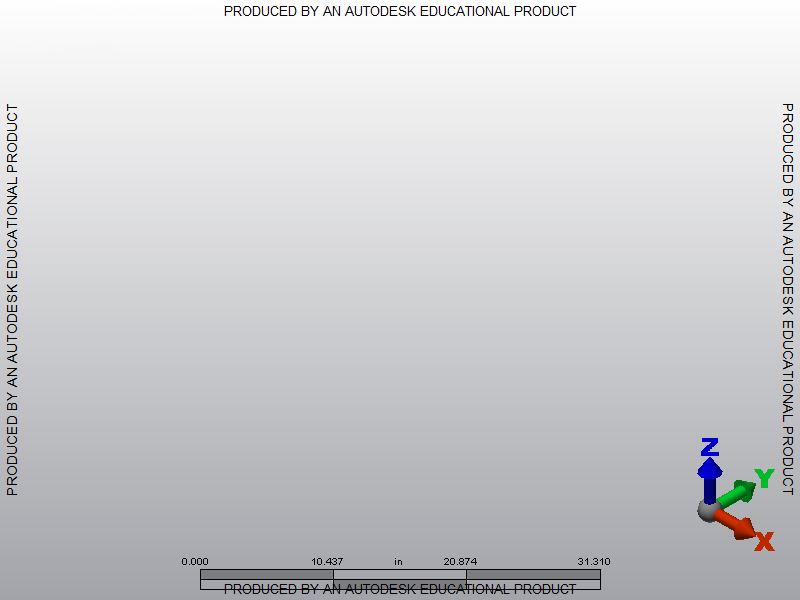 PRODUCED BY AN AUTODESK EDUCATIONAL PRODUCT
PRODUCED BY AN AUTODESK EDUCATIONAL PRODUCT
PRODUCED BY AN AUTODESK EDUCATIONAL PRODUCT
Z
Y
X
0.000 10.437 in 20.874 31.310
PRODUCED BY AN AUTODESK EDUCATIONAL PRODUCT